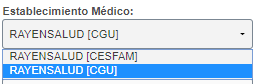 Establecimiento Médico:
RAYENSALUD [CGU]
RAYENSALUD [CESFAM]
RAYENSALUD [CGU]